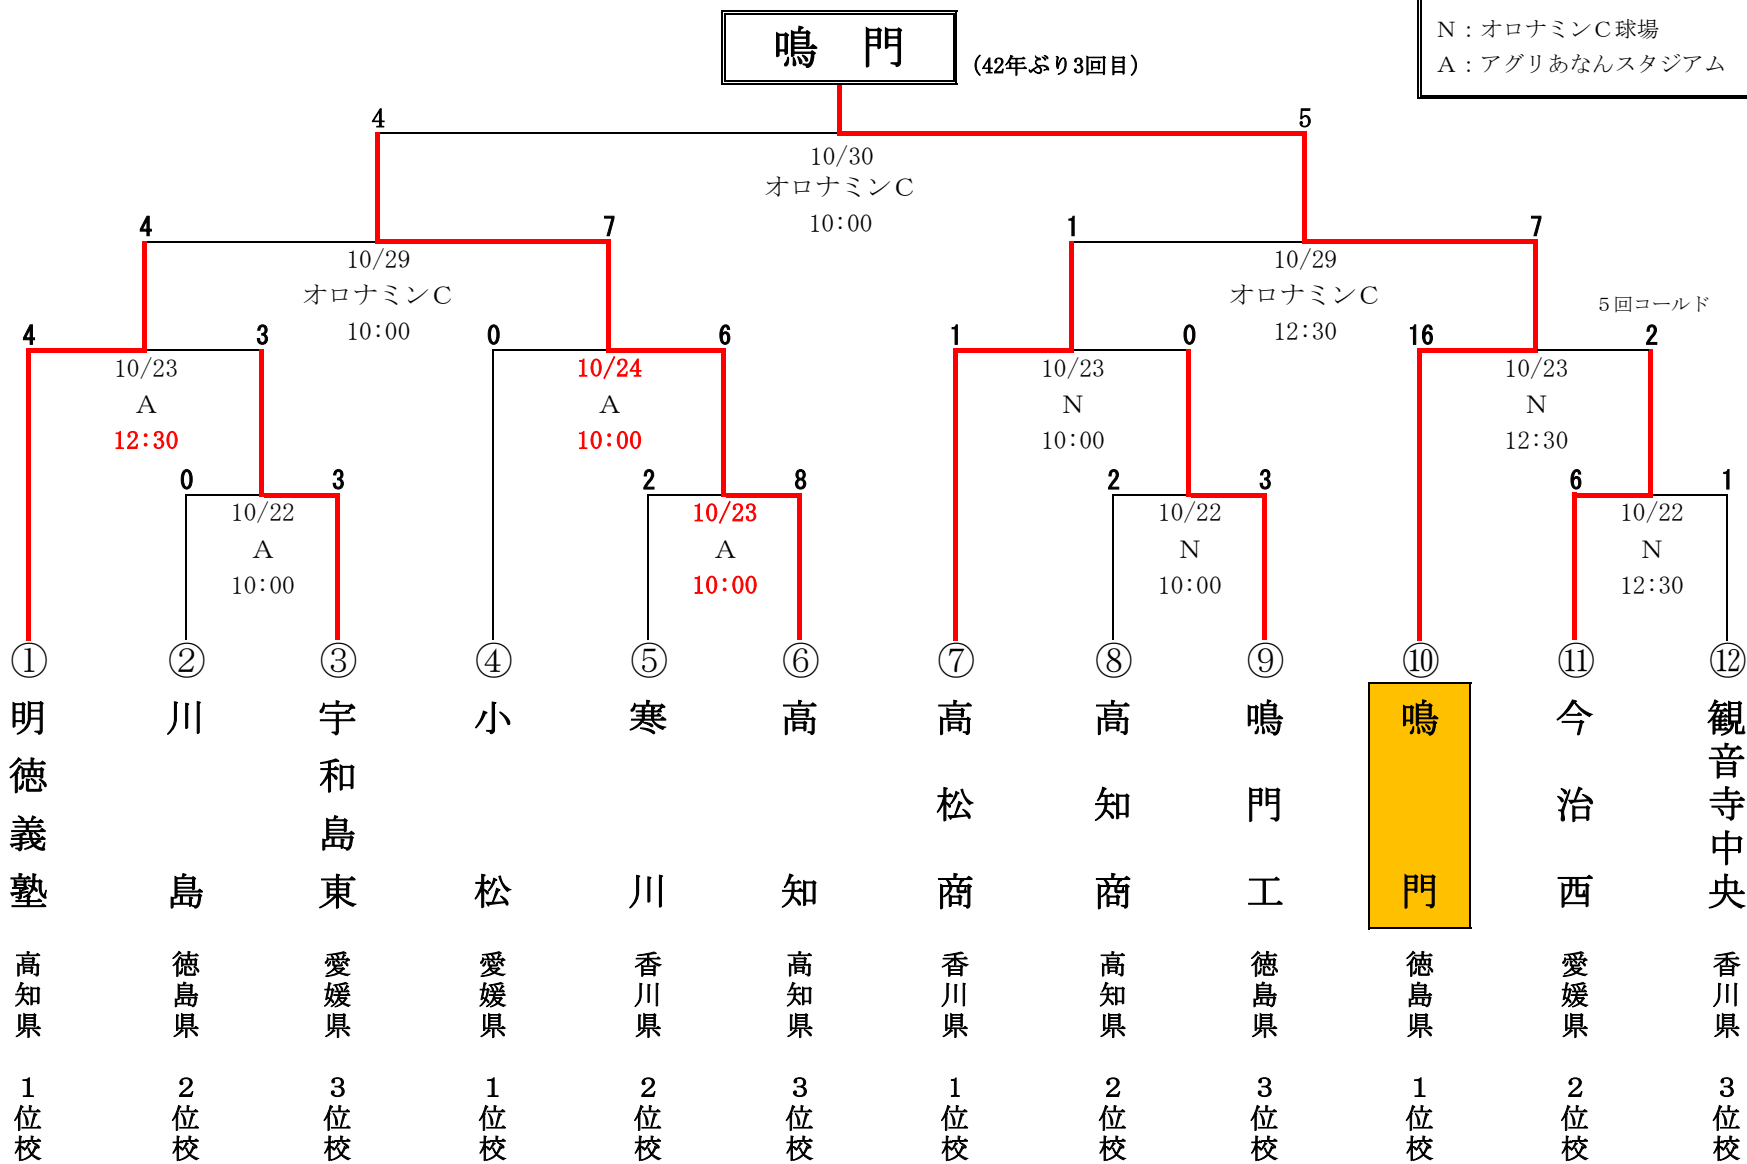 鳴　門
(42年ぶり3回目)
N：オロナミンC球場
A：アグリあなんスタジアム
4
5
10/30
オロナミンC
10:00
4
7
1
7
10/29
オロナミンC
10:00
10/29
オロナミンC
12:30
5回コールド
4
3
0
6
1
0
16
2
10/23
A
12:30
10/24
A
10:00
10/23
N
10:00
10/23
N
12:30
0
3
2
8
2
3
6
1
10/22
A
10:00
10/23
A
10:00
10/22
N
10:00
10/22
N
12:30
①
明徳義塾
高知県
1位校
②
川島
徳島県
2位校
③
宇和島東
愛媛県
3位校
④
小松
愛媛県
1位校
⑤
寒川
香川県
2位校
⑥
高知
高知県
3位校
⑦
高松商
香川県
1位校
⑧
高知商
高知県
2位校
⑨
鳴門工
徳島県
3位校
⑩
鳴門
徳島県
1位校
⑪
今治西
愛媛県
2位校
⑫
観音寺中央
香川県
3位校